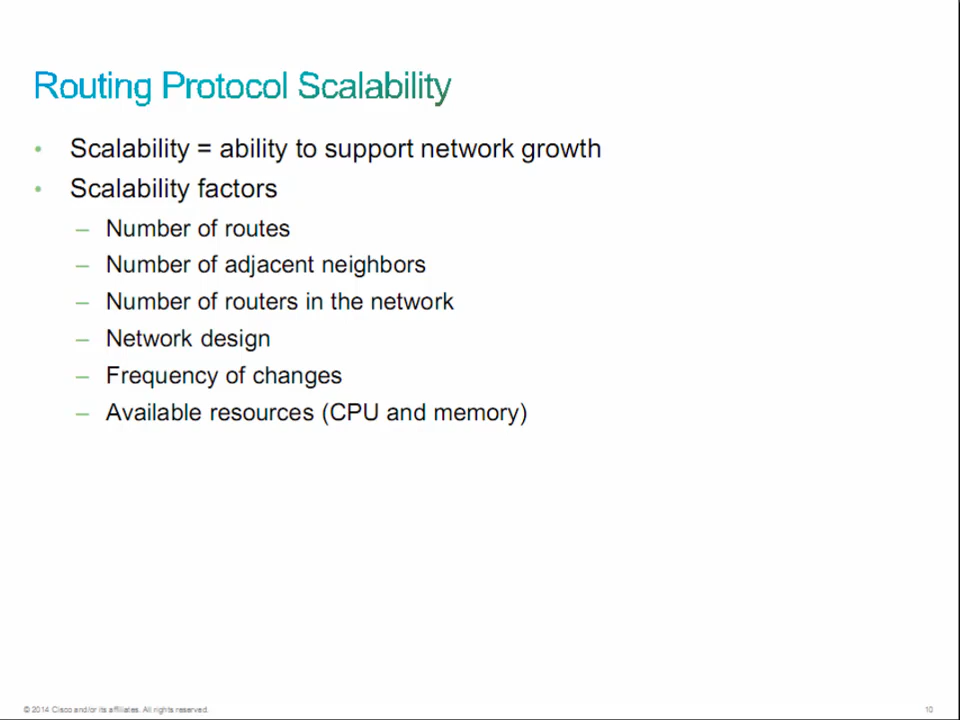 Routing Protocol Scalability
• Scalability = ability to support network growth
• Scalability factors
– Number of routes
– Number of adjacent neighbors
– Number of routers in the network
– Network design
– Frequency of changes
– Available resources (CPU and memory)
© 2014 Cisco and/or its affiliates. All rights reserved.
10